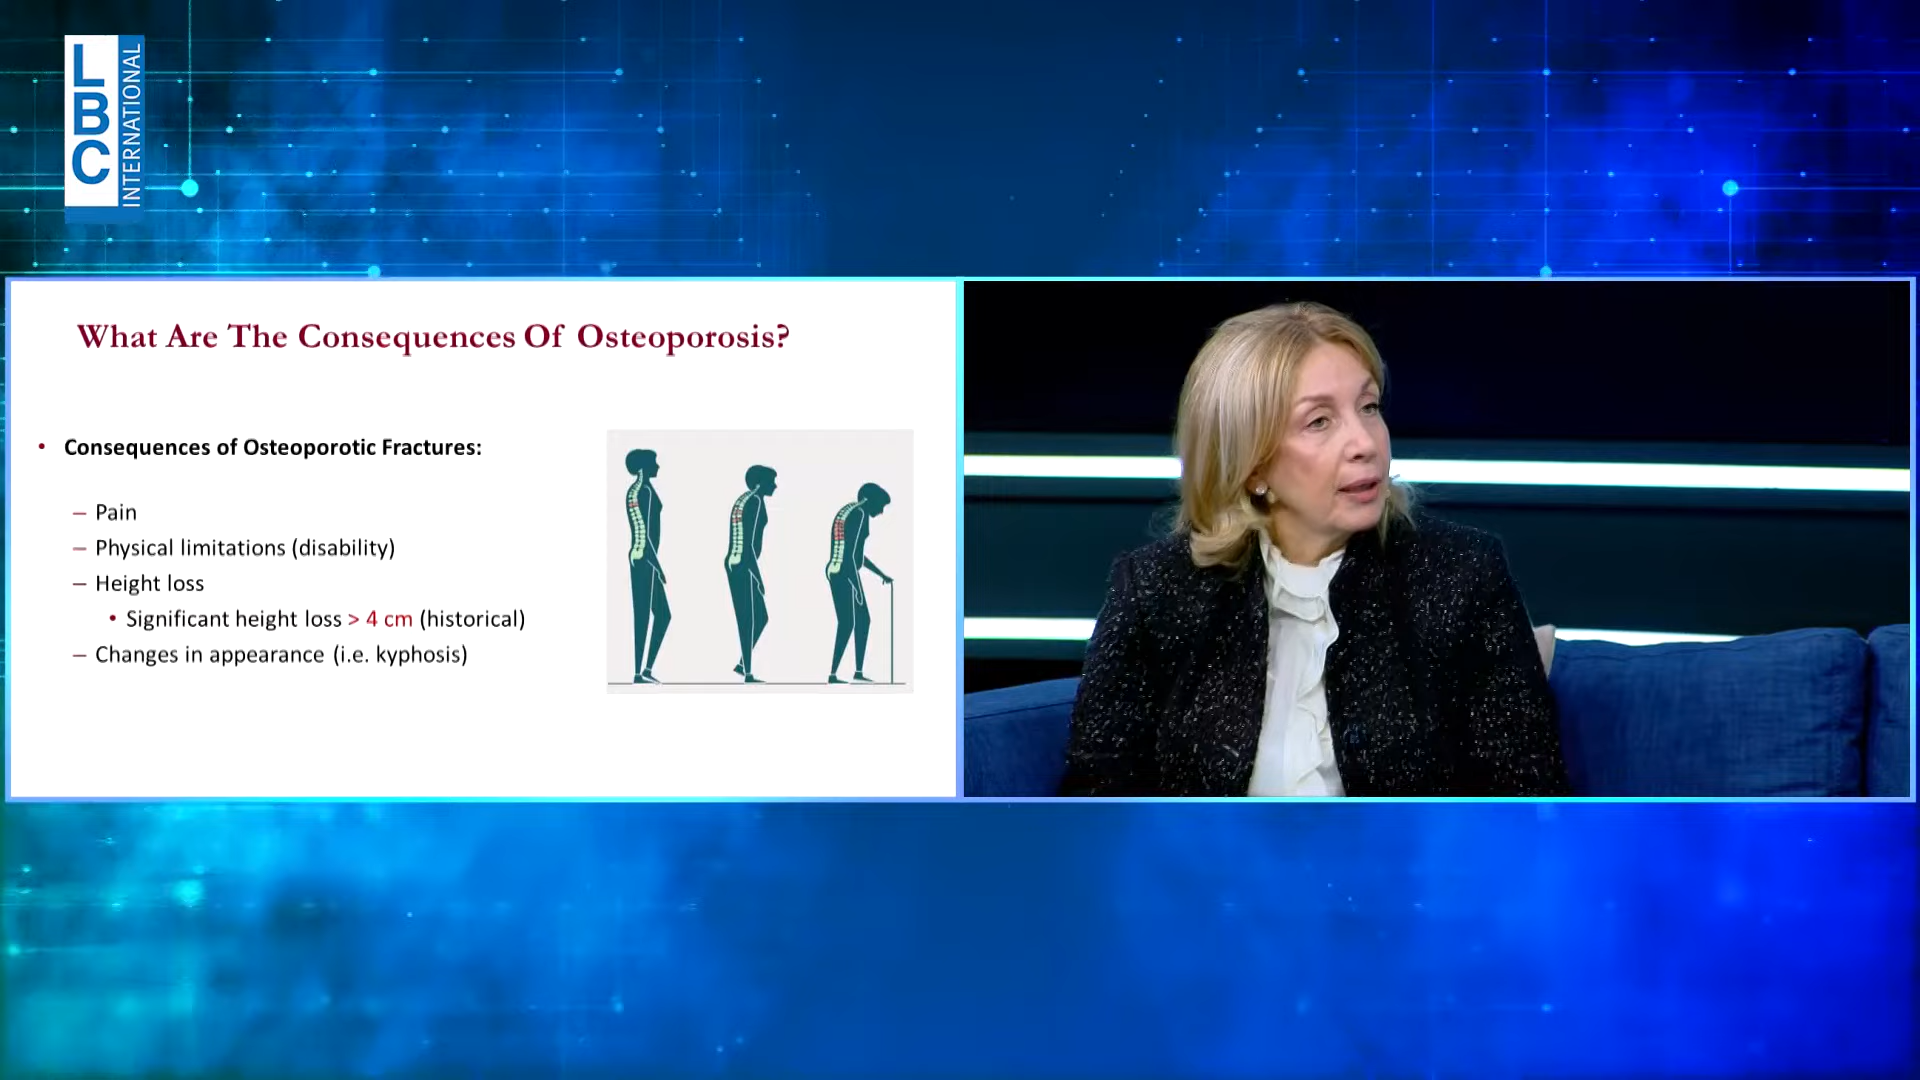 LBC
INTERNATIONAL
What Are The Consequences Of Osteoporosis?
• Consequences of Osteoporotic Fractures:
– Pain
– Physical limitations (disability)
– Height loss
• Significant height loss > 4 cm (historical)
– Changes in appearance (i.e. kyphosis)